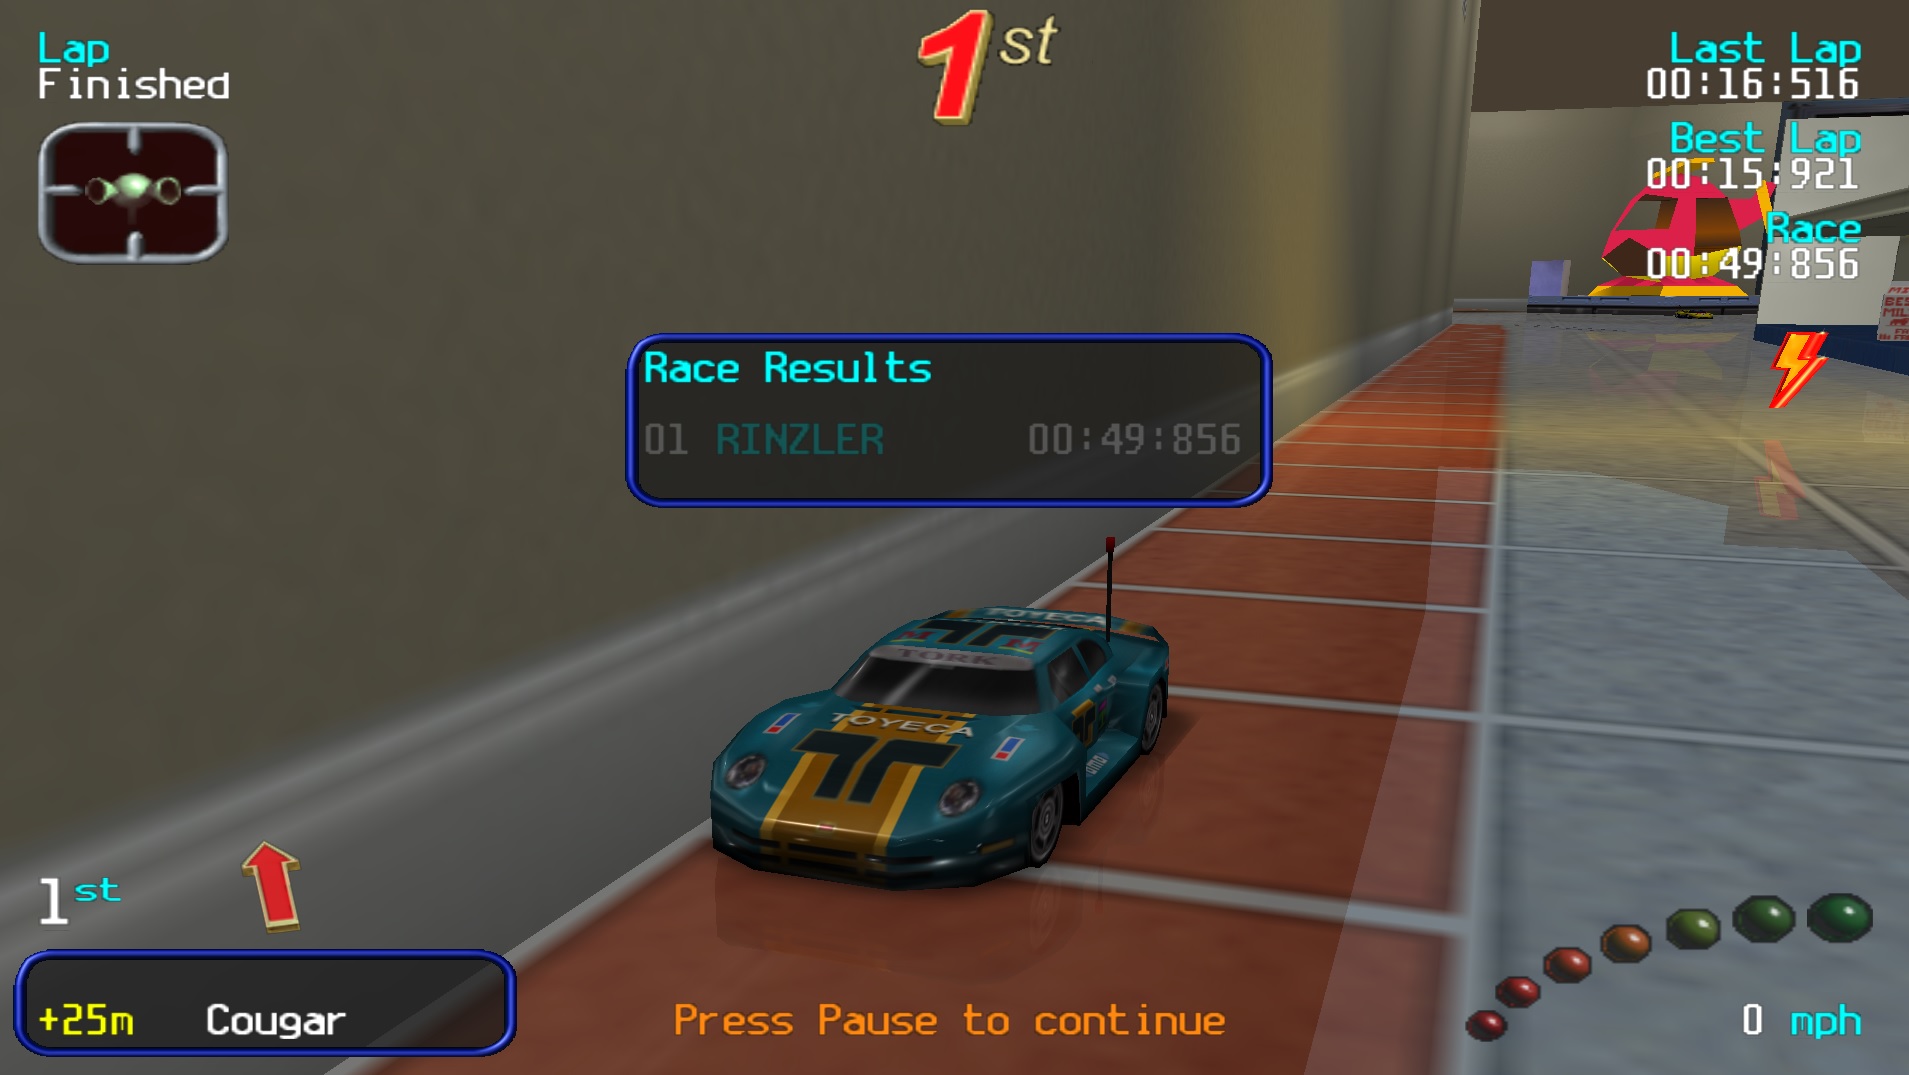 Lap
Finished
1st
Last Lap
00:16:516
Best Lap
00:15:921
Race
00:49:856
Race Results
01 RINZLER 00:49:856
TOYECA
TORK
TOYECA
1st
+25m Cougar
Press Pause to continue
0 mph